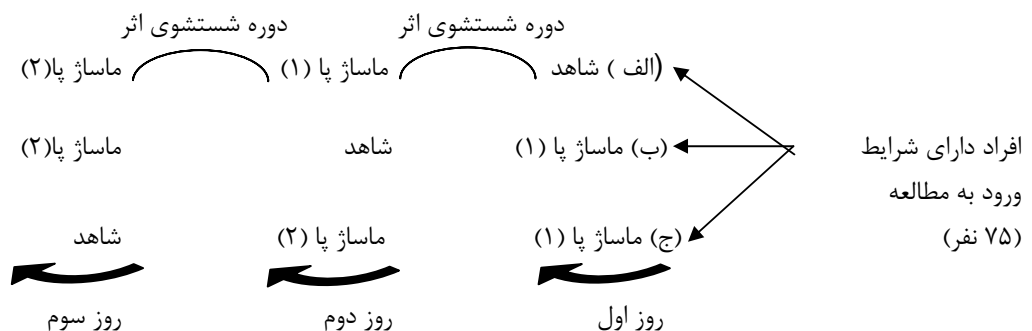 دوره شستشوی اثر دوره شستشوی اثر
(الف ) شاهد ماساژ پا (۱) ماساژ پا(۲)
افراد دارای شرایط (ب) ماساژ پا (۱) شاهد ماساژ پا(۲)
ورود به مطالعه
(۷۵ نفر) (ج) ماساژ پا (۱) ماساژ پا (۲) شاهد
روز اول روز دوم روز سوم